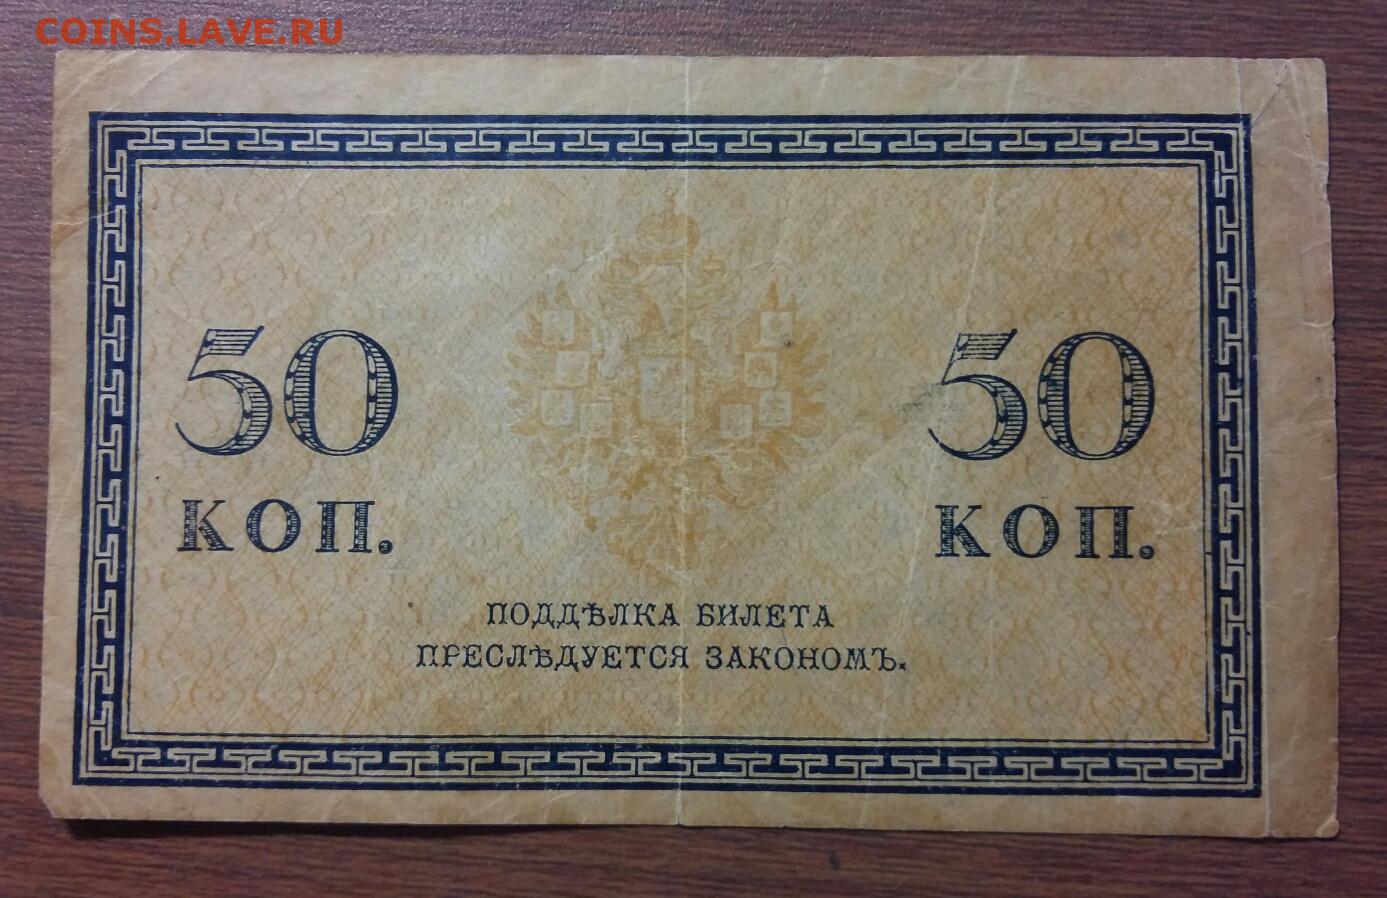 COINS.LAVE.RU
50 50
КОП. КОП.
ПОДДѢЛКА БИЛЕТА
ПРЕСЛѢДУЕТСЯ ЗАКОНОМЪ.